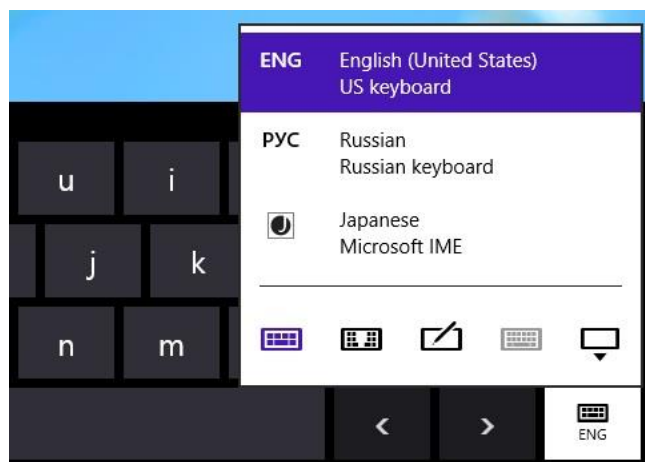 ENG English (United States)
US keyboard
РУС Russian
Russian keyboard
Japanese
Microsoft IME
u i
j k
n m
< >
ENG